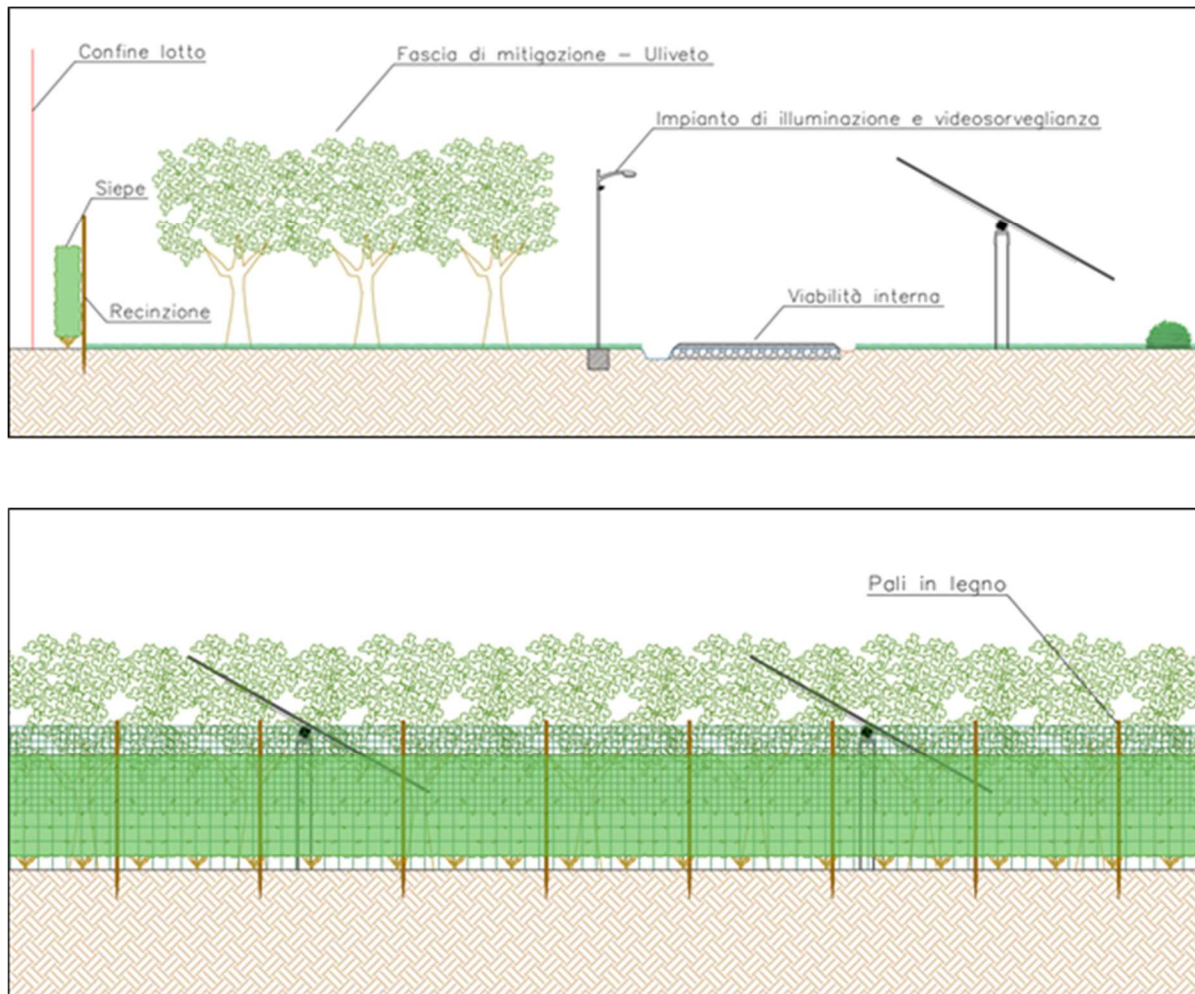 Confine lotto
Fascia di mitigazione – Uliveto
Impianto di illuminazione e videosorveglianza
Siepe
Recinzione
Viabilità interna
Pali in legno